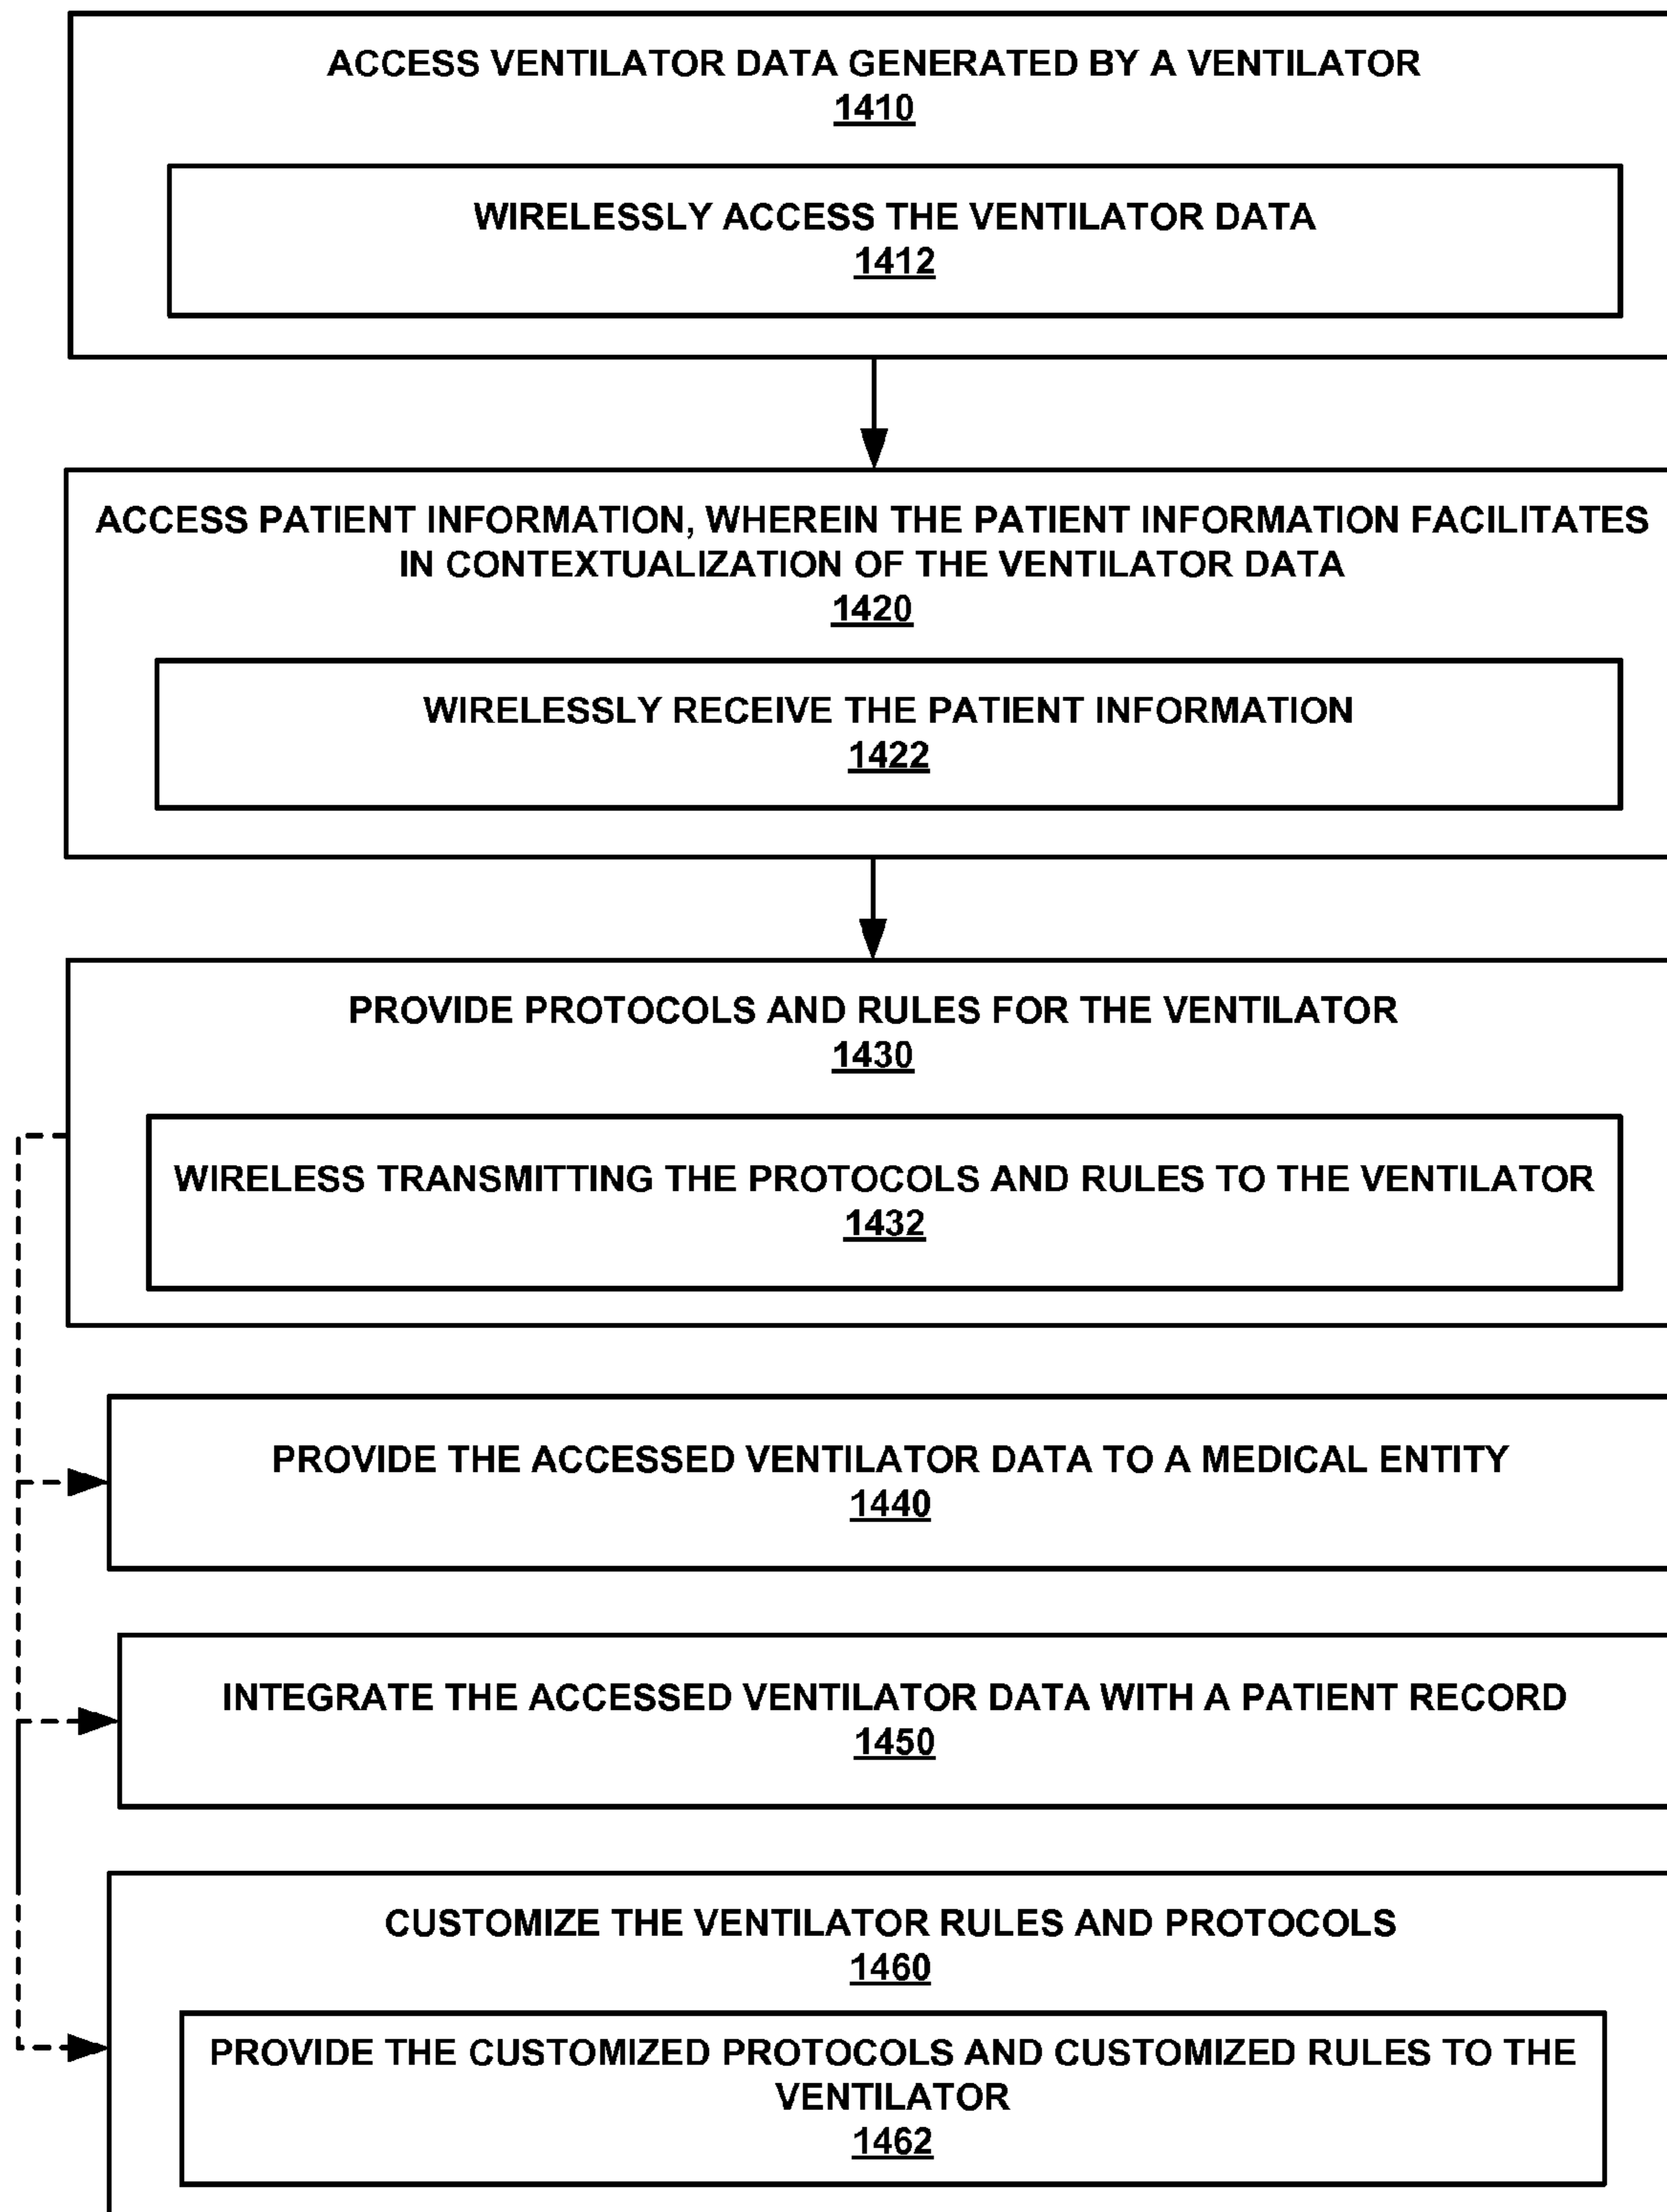 ACCESS VENTILATOR DATA GENERATED BY A VENTILATOR
1410
WIRELESSLY ACCESS THE VENTILATOR DATA
1412
ACCESS PATIENT INFORMATION, WHEREIN THE PATIENT INFORMATION FACILITATES
IN CONTEXTUALIZATION OF THE VENTILATOR DATA
1420
WIRELESSLY RECEIVE THE PATIENT INFORMATION
1422
PROVIDE PROTOCOLS AND RULES FOR THE VENTILATOR
1430
WIRELESS TRANSMITTING THE PROTOCOLS AND RULES TO THE VENTILATOR
1432
PROVIDE THE ACCESSED VENTILATOR DATA TO A MEDICAL ENTITY
1440
INTEGRATE THE ACCESSED VENTILATOR DATA WITH A PATIENT RECORD
1450
CUSTOMIZE THE VENTILATOR RULES AND PROTOCOLS
1460
PROVIDE THE CUSTOMIZED PROTOCOLS AND CUSTOMIZED RULES TO THE
VENTILATOR
1462